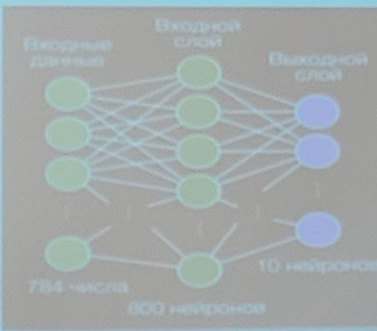 Входные
данные
Входной
слой
Выходной
слой
784 числа
800 нейронов
10 нейронов